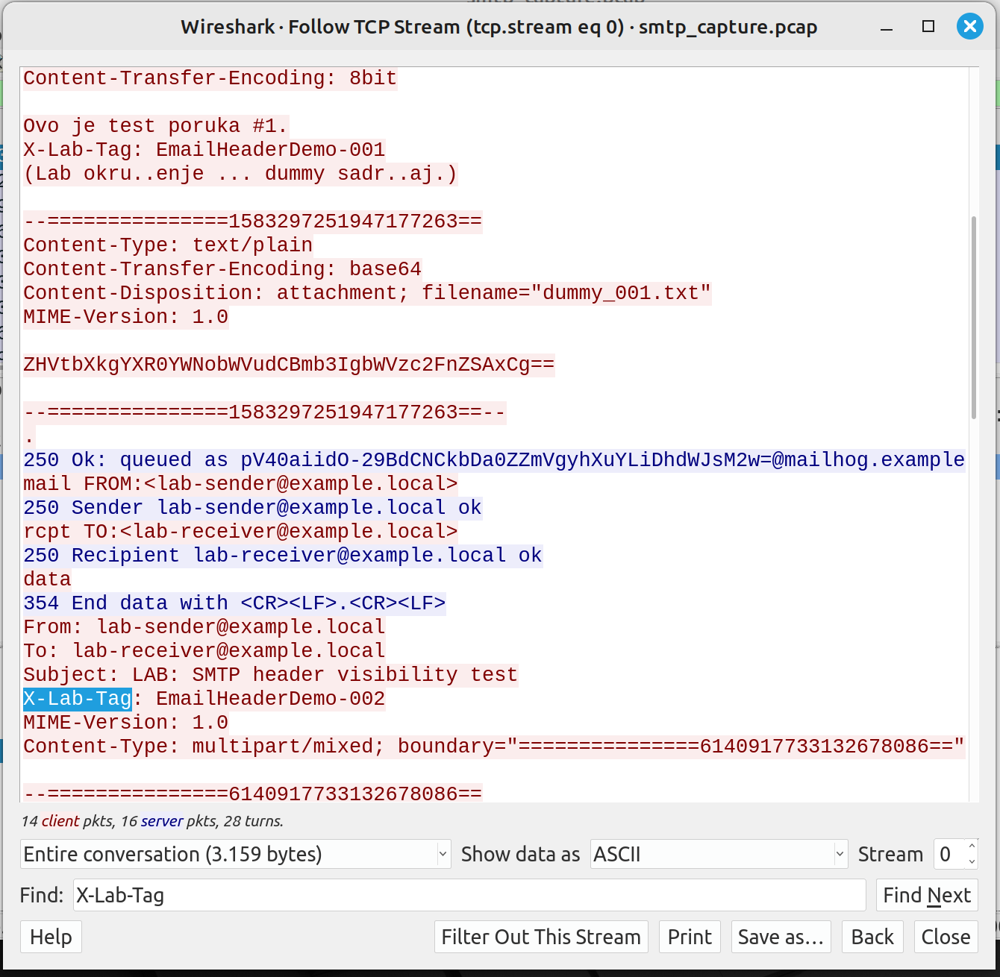 Wireshark · Follow TCP Stream (tcp.stream eq 0) · smtp_capture.pcap
Content-Transfer-Encoding: 8bit
Ovo je test poruka #1.
X-Lab-Tag: EmailHeaderDemo-001
(Lab okru..enje ... dummy sadr..aj.)
--===============1583297251947177263==
Content-Type: text/plain
Content-Transfer-Encoding: base64
Content-Disposition: attachment; filename="dummy_001.txt"
MIME-Version: 1.0
ZHVtbXkgYXR0YWNobWVudCBmb3IgbWVzc2FnZSAxCg==
--===============1583297251947177263==--
.
250 Ok: queued as pV40aiidO-29BdCNCkbDa0ZZmVgyhXuYLiDhdWJsM2w=@mailhog.example
mail FROM:<lab-sender@example.local>
250 Sender lab-sender@example.local ok
rcpt TO:<lab-receiver@example.local>
250 Recipient lab-receiver@example.local ok
data
354 End data with <CR><LF>.<CR><LF>
From: lab-sender@example.local
To: lab-receiver@example.local
Subject: LAB: SMTP header visibility test
X-Lab-Tag: EmailHeaderDemo-002
MIME-Version: 1.0
Content-Type: multipart/mixed; boundary="===============6140917733132678086=="
--===============6140917733132678086==
14 client pkts, 16 server pkts, 28 turns.
Entire conversation (3.159 bytes) Show data as ASCII Stream 0
Find: X-Lab-Tag Find Next
Help Filter Out This Stream Print Save as… Back Close